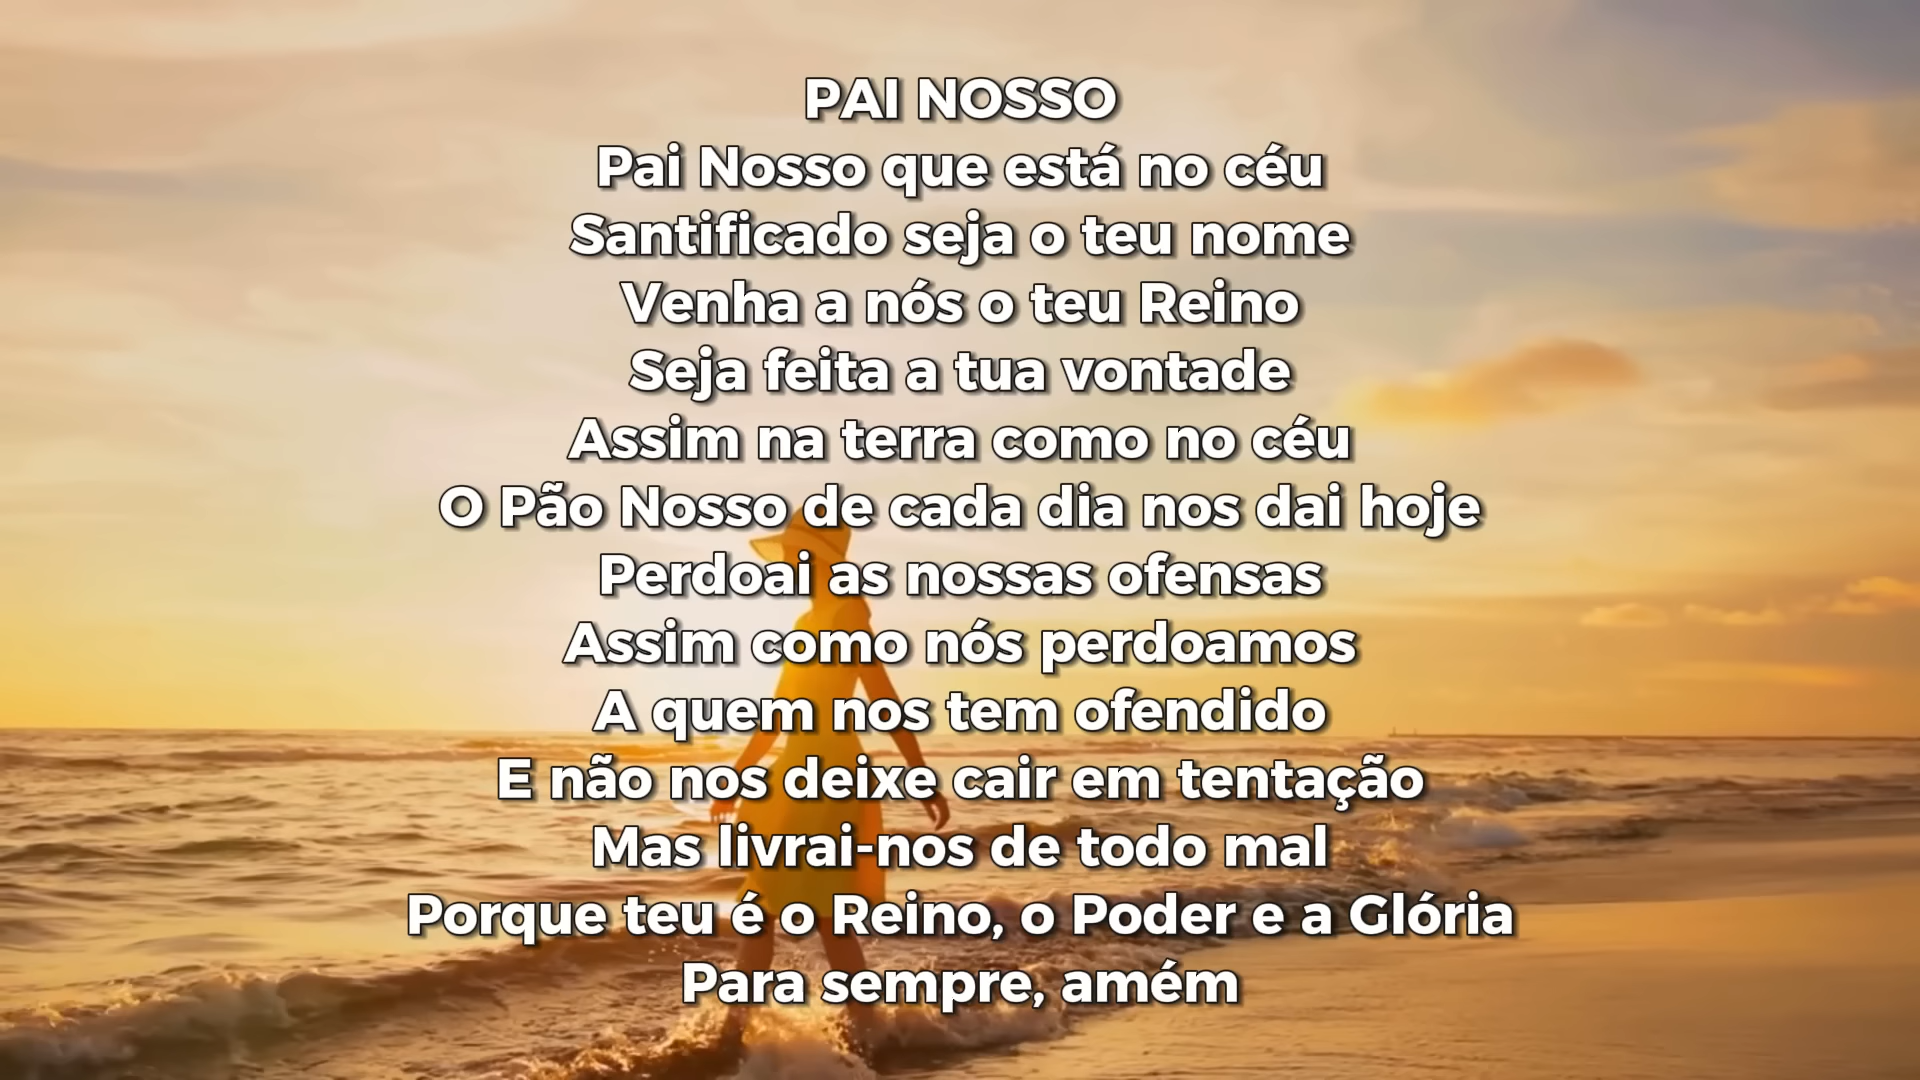 PAI NOSSO
Pai Nosso que está no céu
Santificado seja o teu nome
Venha a nós o teu Reino
Seja feita a tua vontade
Assim na terra como no céu
O Pão Nosso de cada dia nos dai hoje
Perdoai as nossas ofensas
Assim como nós perdoamos
A quem nos tem ofendido
E não nos deixe cair em tentação
Mas livrai-nos de todo mal
Porque teu é o Reino, o Poder e a Glória
Para sempre, amém